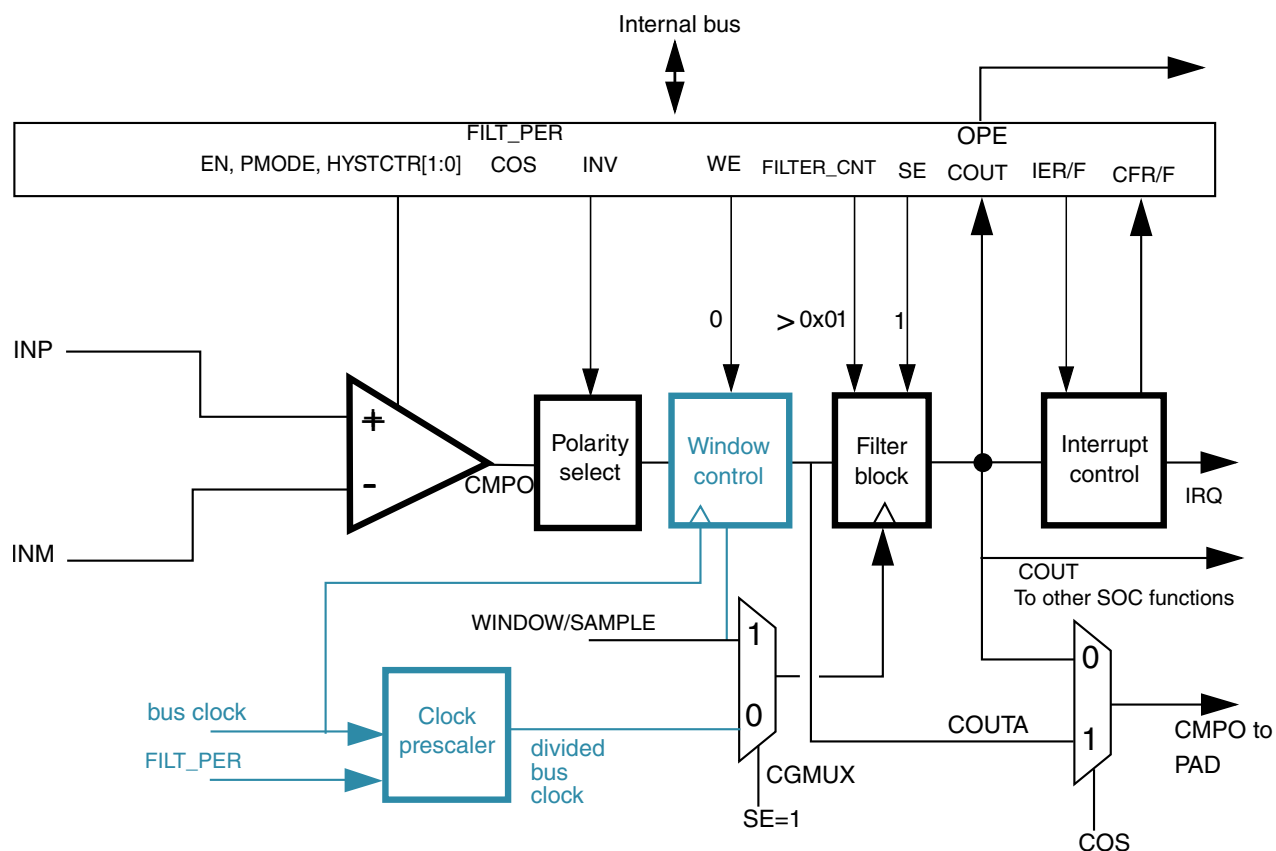 Internal bus
FILT_PER
OPE
EN, PMODE, HYSTCTR[1:0]
COS
INV
WE
FILTER_CNT
SE
COUT
IER/F
CFR/F
0
> 0x01
1
INP
+
-
INM
CMPO
Polarity
select
Window
control
Filter
block
Interrupt
control
IRQ
COUT
To other SOC functions
WINDOW/SAMPLE
1
0
bus clock
FILT_PER
Clock
prescaler
divided
bus
clock
CGMUX
SE=1
0
1
COUTA
CMPO to
PAD
COS